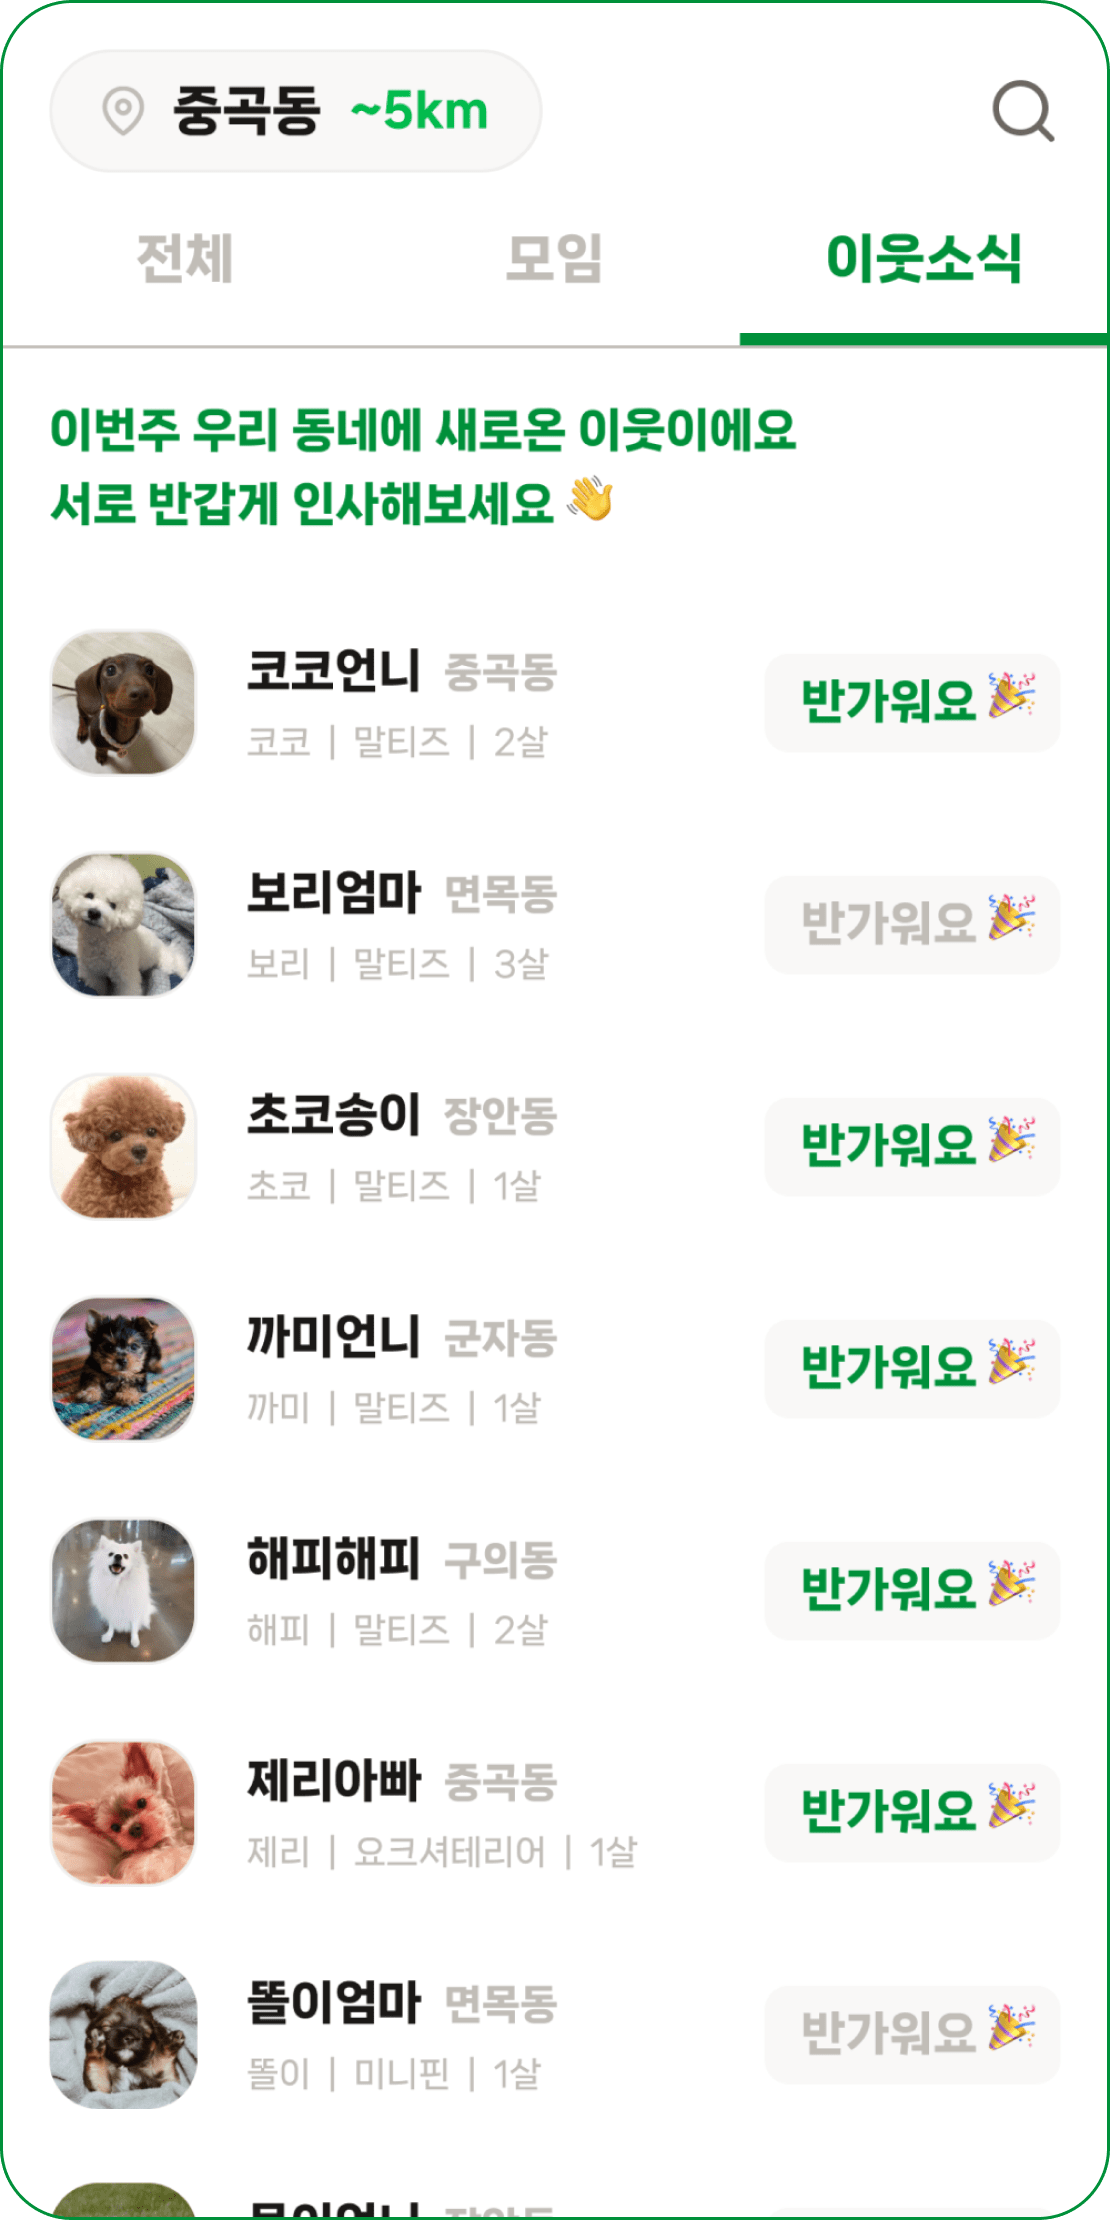 중곡동 ~5km
전체 모임 이웃소식
이번주 우리 동네에 새로온 이웃이에요
서로 반갑게 인사해보세요 👋
코코언니 중곡동
코코 | 말티즈 | 2살
반가워요 🎉
보리엄마 면목동
보리 | 말티즈 | 3살
반가워요 🎉
초코송이 장안동
초코 | 말티즈 | 1살
반가워요 🎉
까미언니 군자동
까미 | 말티즈 | 1살
반가워요 🎉
해피해피 구의동
해피 | 말티즈 | 2살
반가워요 🎉
제리아빠 중곡동
제리 | 요크셔테리어 | 1살
반가워요 🎉
똘이엄마 면목동
똘이 | 미니핀 | 1살
반가워요 🎉